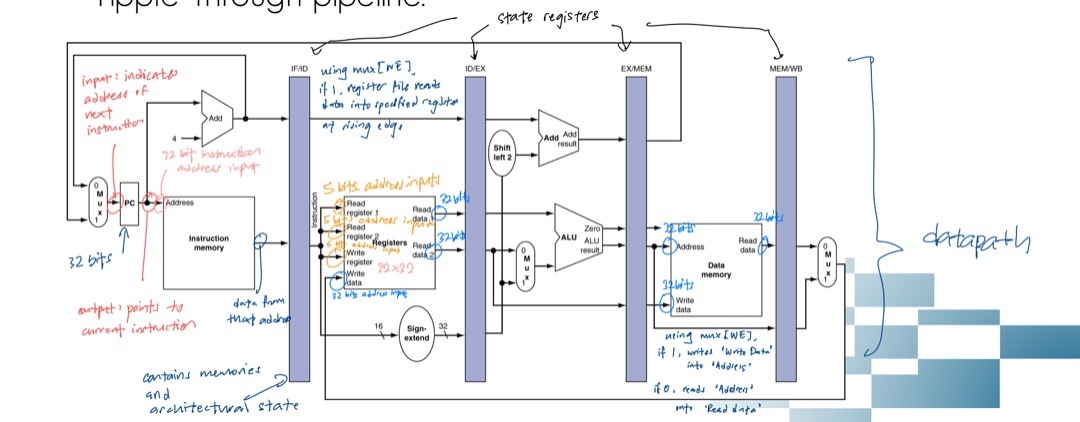 ripple through pipeline.
state registers
IF/ID
ID/EX
EX/MEM
MEM/WB
input: indicates
address of
next
instruction
using mux [WE],
if 1, register file reads
data into specified register
at rising edge
Add
4
32 bit instruction
address input
0
M
u
x
1
PC
Address
Instruction
memory
32 bits
output: points to
current instruction
data from
that address
contains memories
and
architectural state
Instruction
5 bits address inputs
Read
register 1
Read
register 2
Registers
Write
register
Write
data
Read
data 1
Read
data 2
32 bits
32 bits
32 bits address input
16
Sign-
extend
32
Shift
left 2
Add
Add
result
0
M
u
x
1
ALU
Zero
ALU
result
32 bits
Address
Read
data
32 bits
Data
memory
32 bits
Write
data
using mux [WE],
if 1, writes 'Write Data'
into 'Address'
if 0, reads 'Address'
into 'Read data'
0
M
u
x
1
datapath